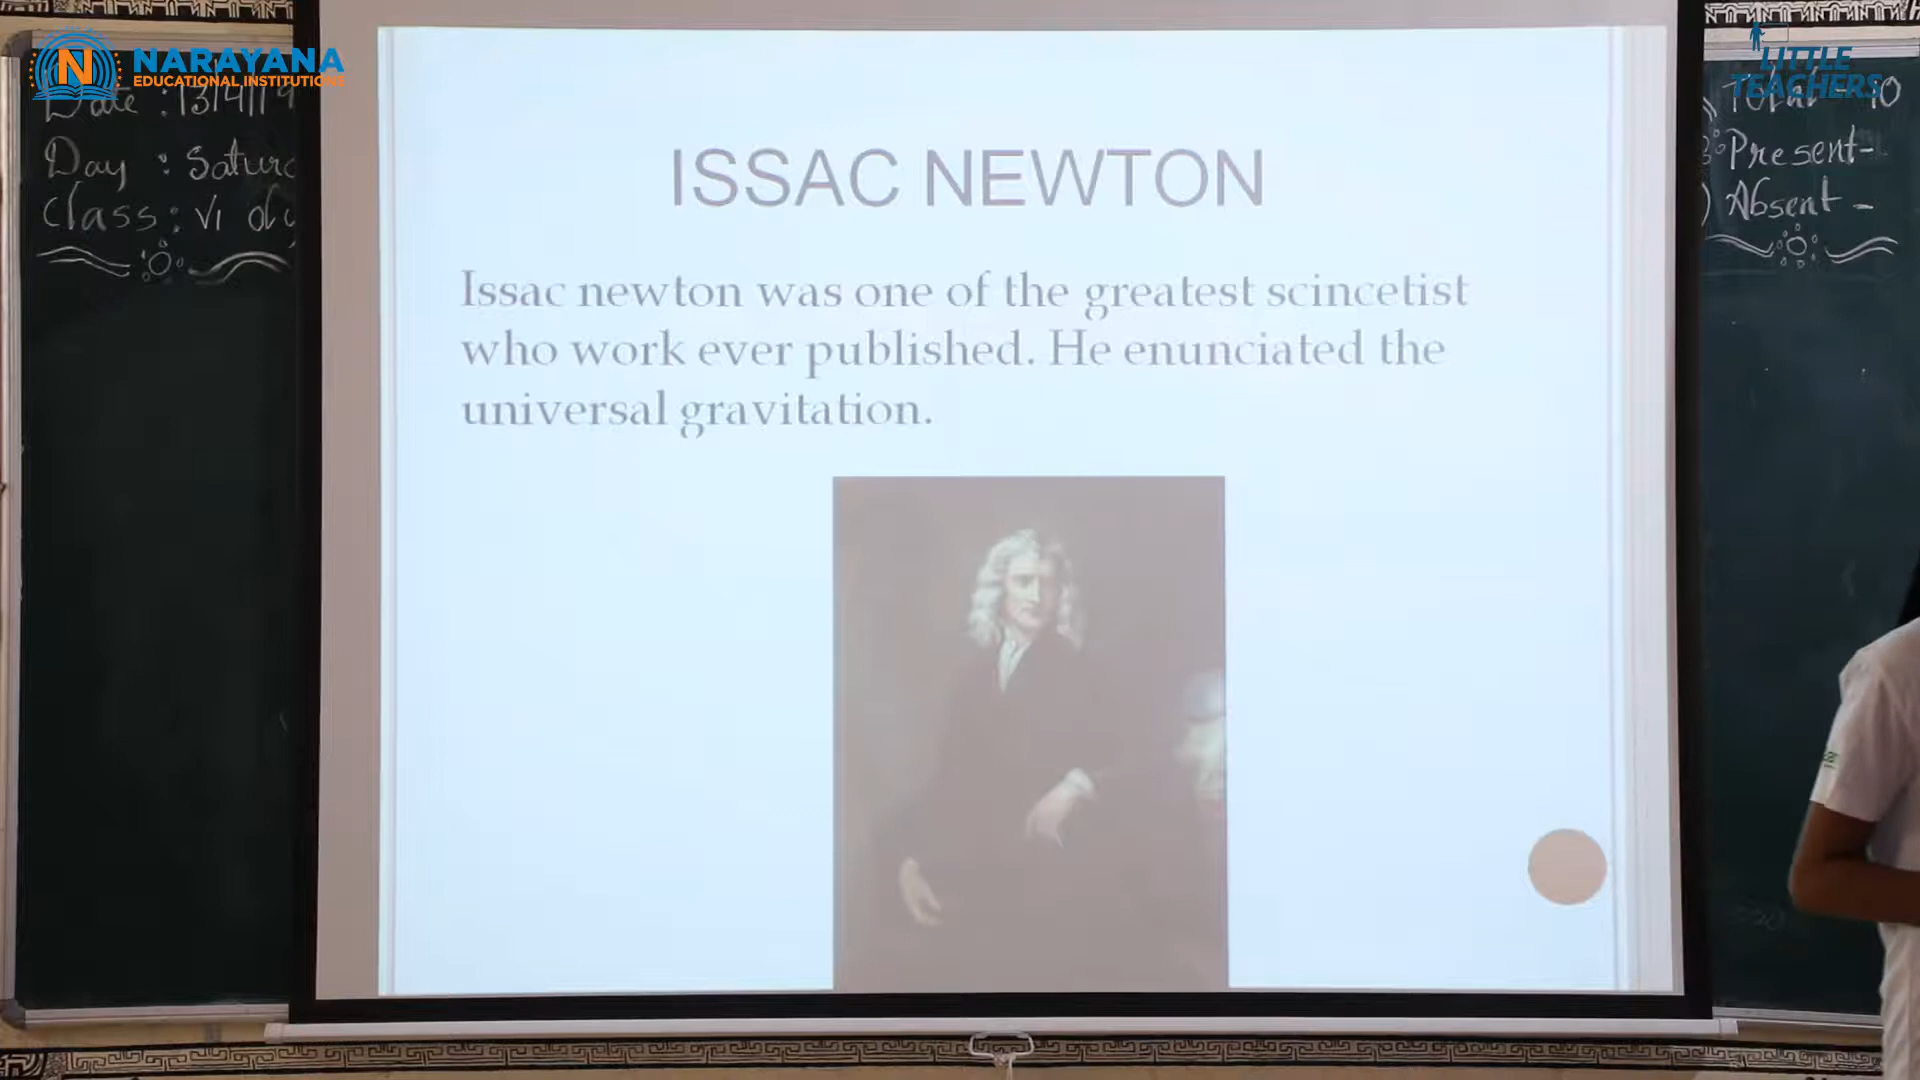 NARAYANA
EDUCATIONAL INSTITUTIONS
LITTLE
TEACHERS
Date : 13/4/19
Day :
Class : VI
ISSAC NEWTON
Issac newton was one of the greatest scincetist
who work ever published. He enunciated the
universal gravitation.
Total -
Present-
Absent -